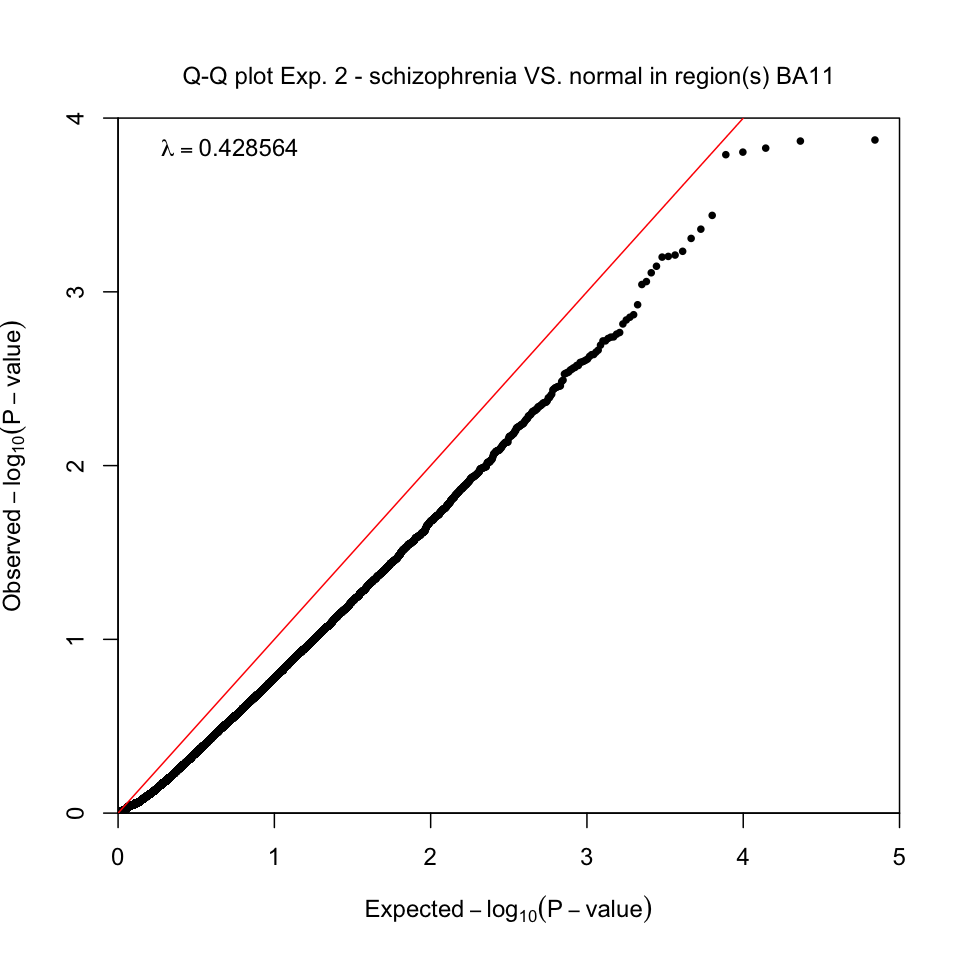 Q-Q plot Exp. 2 - schizophrenia VS. normal in region(s) BA11
λ = 0.428564
4
3
2
1
0
Observed − log₁₀(P − value)
0 1 2 3 4 5
Expected − log₁₀(P − value)